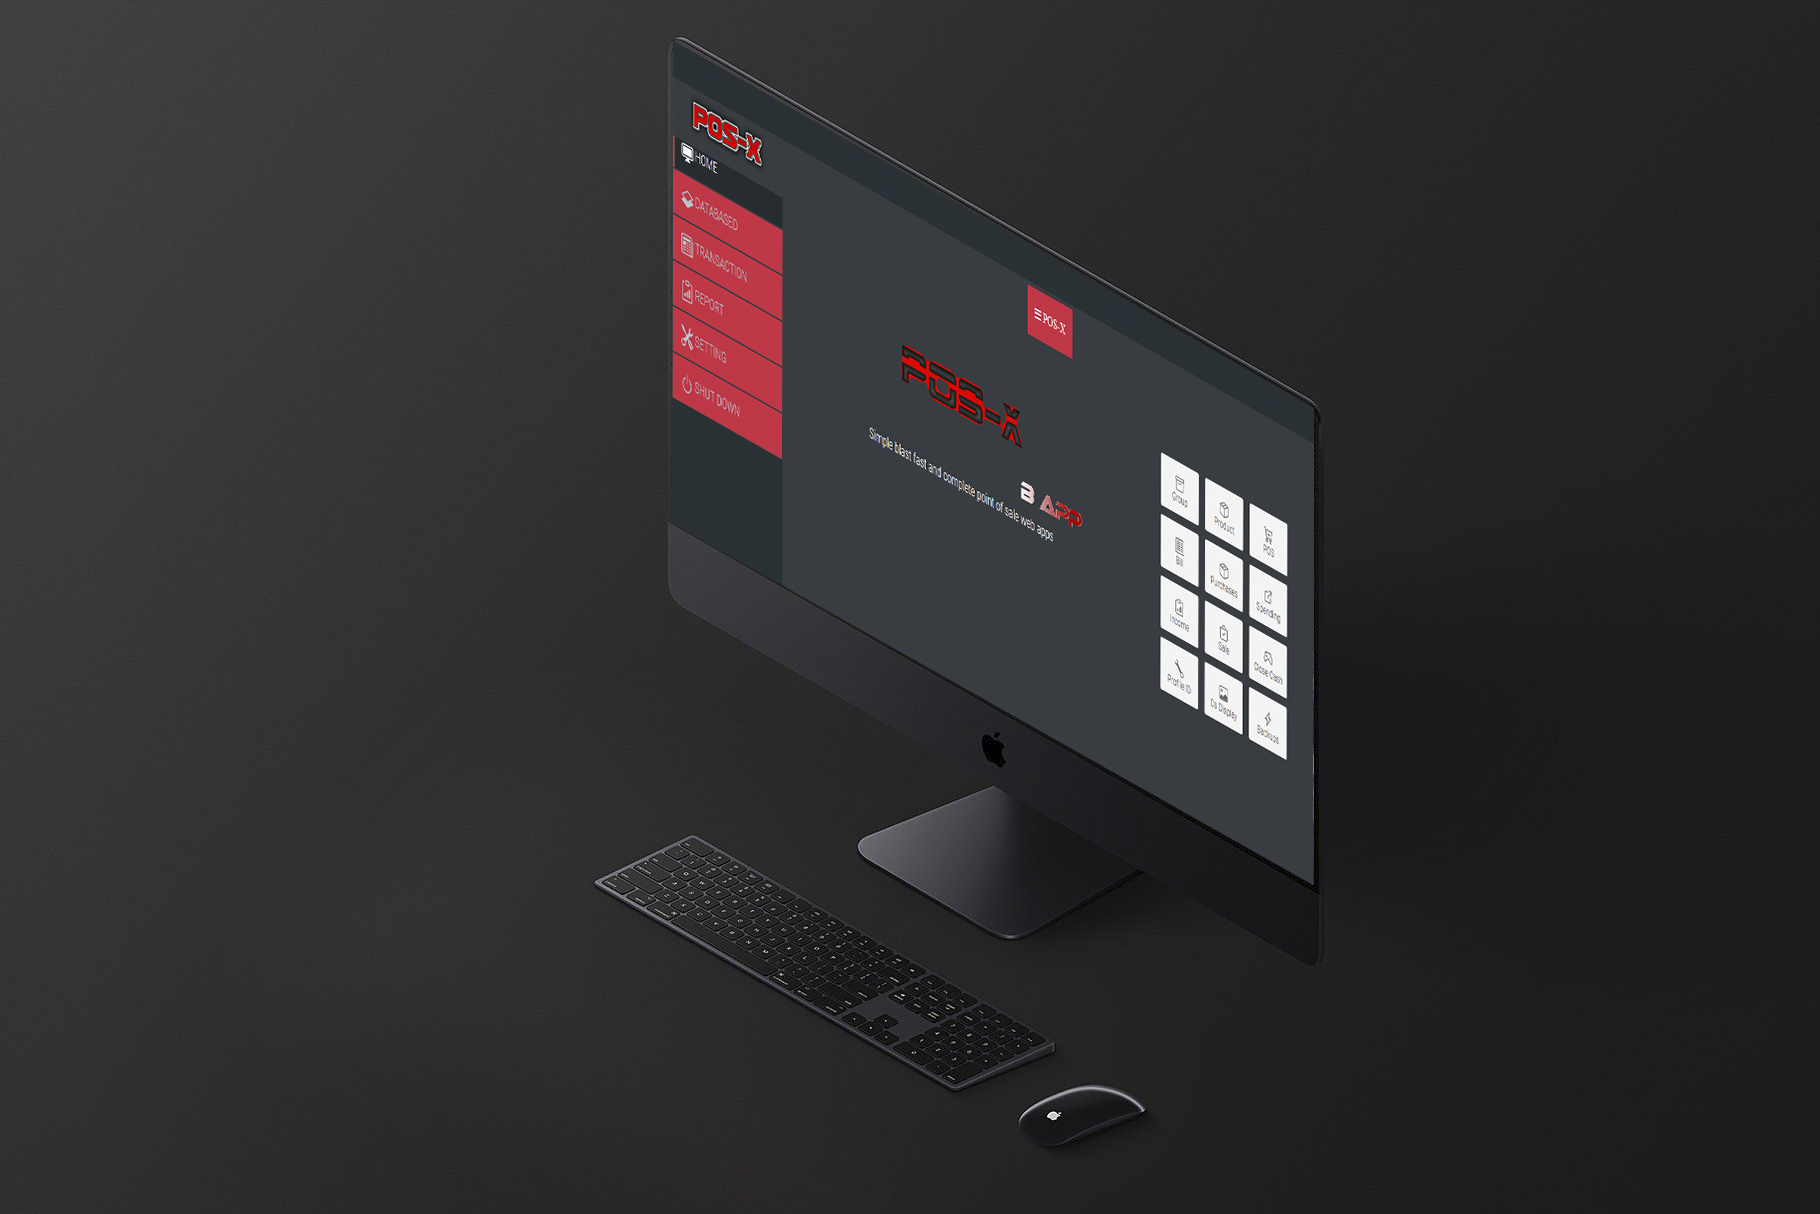 POS-X
HOME
DATABASED
TRANSACTION
REPORT
SETTING
SHUT DOWN
POS-X
POS-X
Simple blast fast and complete point of sale web apps
B APP
Group
Product
POS
Bill
Purchases
Spending
Income
Sale
Close Cash
Profile ID
Cs Display
Backups